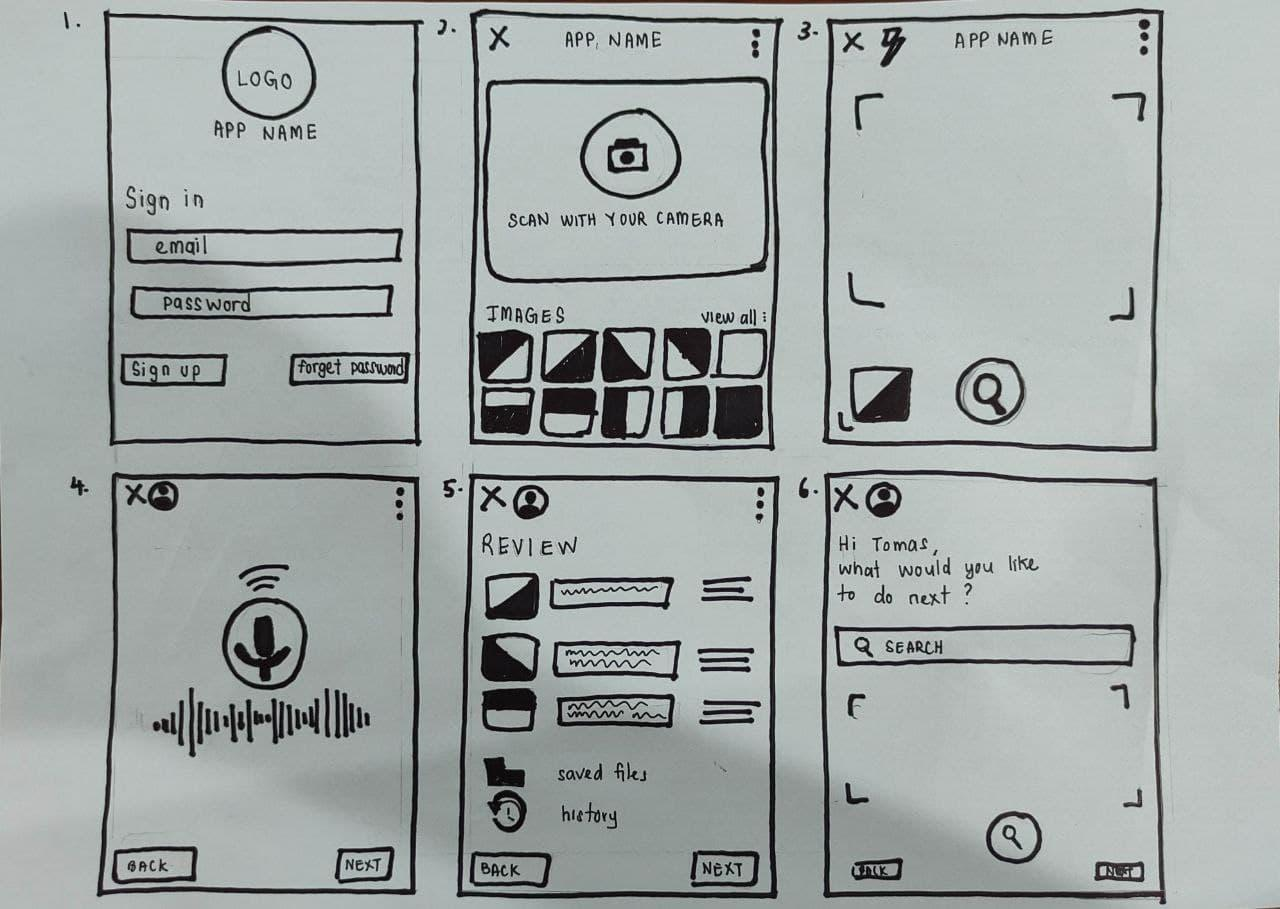 1.
LOGO
APP NAME
Sign in
email
password
Sign up
forget password
2.
APP NAME
SCAN WITH YOUR CAMERA
IMAGES
view all :
3.
APP NAME
4.
BACK
NEXT
5.
REVIEW
saved files
history
BACK
NEXT
6.
Hi Tomas,
what would you like
to do next ?
SEARCH
BACK
NEXT